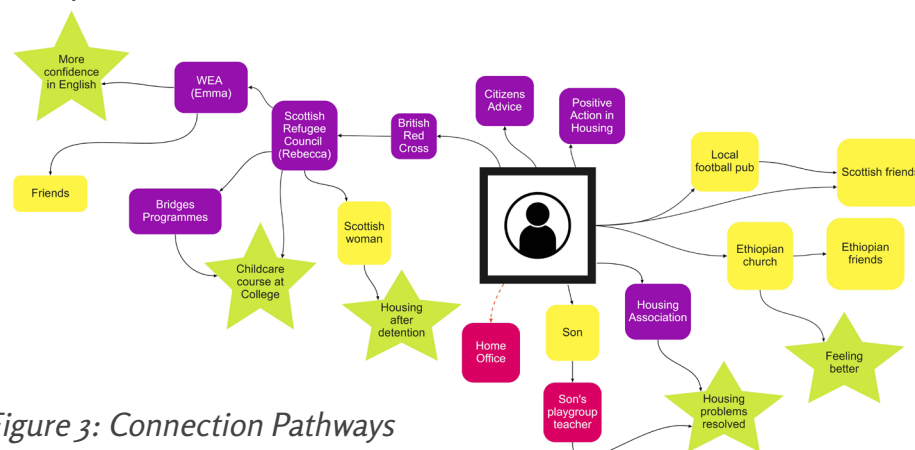 More
confidence
in English
WEA
(Emma)
Scottish
Refugee
Council
(Rebecca)
British
Red
Cross
Citizens
Advice
Positive
Action in
Housing
Local
football pub
Scottish friends
Friends
Bridges
Programmes
Scottish
woman
Ethiopian
church
Ethiopian
friends
Childcare
course at
College
Housing
after
detention
Housing
Association
Home
Office
Son
Feeling
better
Son's
playgroup
teacher
Housing
problems
resolved
igure 3: Connection Pathways